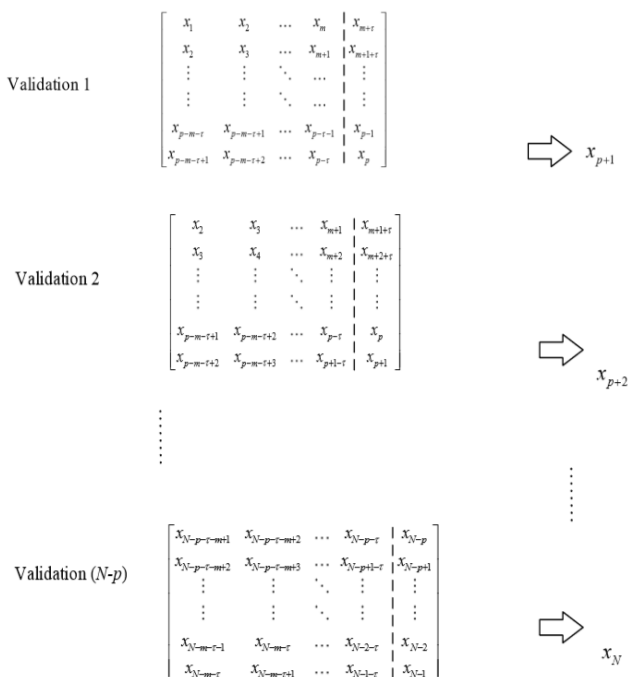 x_1 x_2 … x_m x_{m+τ}
x_2 x_3 … x_{m+1} x_{m+1+τ}
⋮ ⋮ ⋱ … ⋮
Validation 1
⋮ ⋮ ⋱ … ⋮
x_{p-m-τ} x_{p-m-τ+1} … x_{p-τ-1} x_{p-1}
x_{p-m-τ+1} x_{p-m-τ+2} … x_{p-τ} x_p
x_{p+1}
x_2 x_3 … x_{m+1} x_{m+1+τ}
x_3 x_4 … x_{m+2} x_{m+2+τ}
Validation 2
⋮ ⋮ ⋱ ⋮ ⋮
⋮ ⋮ ⋱ ⋮ ⋮
x_{p-m-τ+1} x_{p-m-τ+2} … x_{p-τ} x_p
x_{p-m-τ+2} x_{p-m-τ+3} … x_{p+1-τ} x_{p+1}
x_{p+2}
x_{N-p-τ-m+1} x_{N-p-τ-m+2} … x_{N-p-τ} x_{N-p}
x_{N-p-τ-m+2} x_{N-p-τ-m+3} … x_{N-p+1-τ} x_{N-p+1}
Validation (N-p)
⋮ ⋮ ⋱ ⋮ ⋮
⋮ ⋮ ⋱ ⋮ ⋮
x_{N-m-τ-1} x_{N-m-τ} … x_{N-2-τ} x_{N-2}
x_{N-m-τ} x_{N-m-τ+1} … x_{N-1-τ} x_{N-1}
x_N